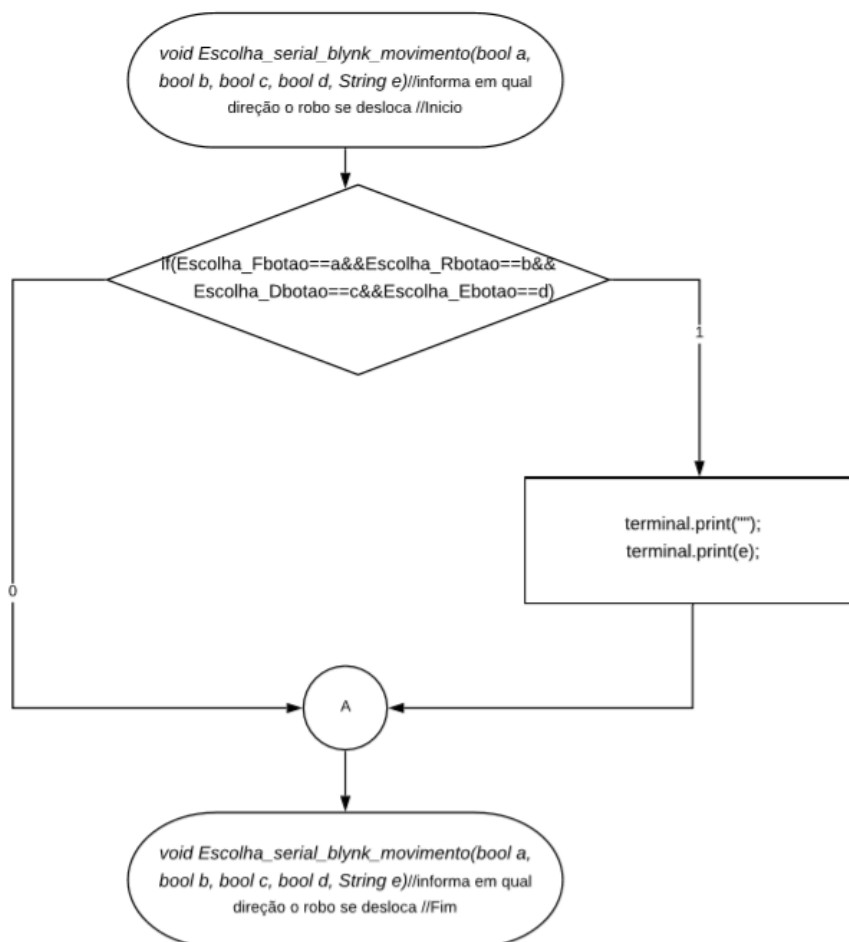 void Escolha_serial_blynk_movimento(bool a,
bool b, bool c, bool d, String e)//informa em qual
direção o robo se desloca //Inicio
if(Escolha_Fbotao==a&&Escolha_Rbotao==b&&
Escolha_Dbotao==c&&Escolha_Ebotao==d)
1
terminal.print("");
terminal.print(e);
0
A
void Escolha_serial_blynk_movimento(bool a,
bool b, bool c, bool d, String e)//informa em qual
direção o robo se desloca //Fim